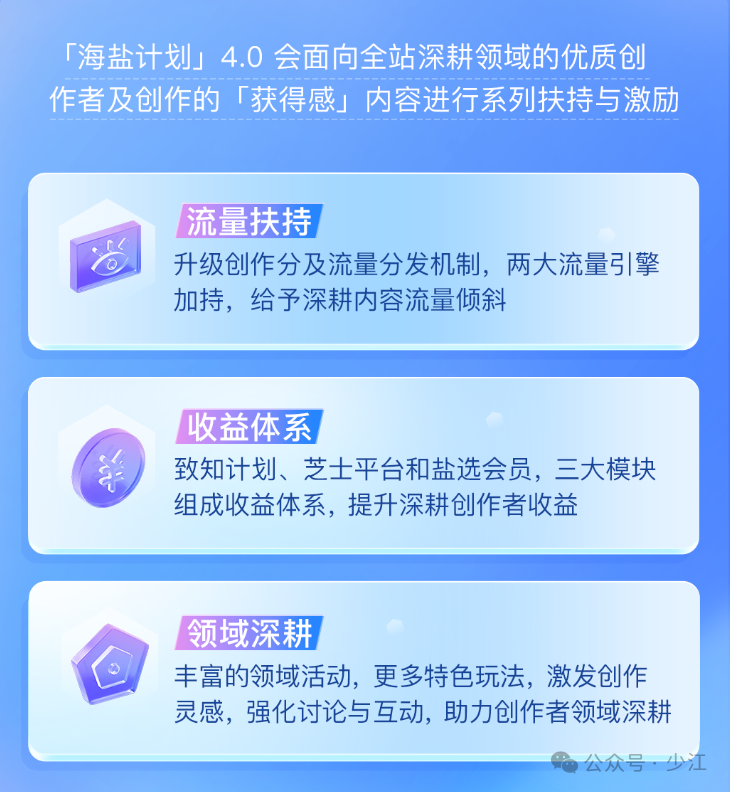 「海盐计划」4.0 会面向全站深耕领域的优质创
作者及创作的「获得感」内容进行系列扶持与激励
流量扶持
升级创作分及流量分发机制，两大流量引擎
加持，给予深耕内容流量倾斜
收益体系
致知计划、芝士平台和盐选会员，三大模块
组成收益体系，提升深耕创作者收益
领域深耕
丰富的领域活动，更多特色玩法，激发创作
灵感，强化讨论与互动，助力创作者领域深耕
公众号·少江